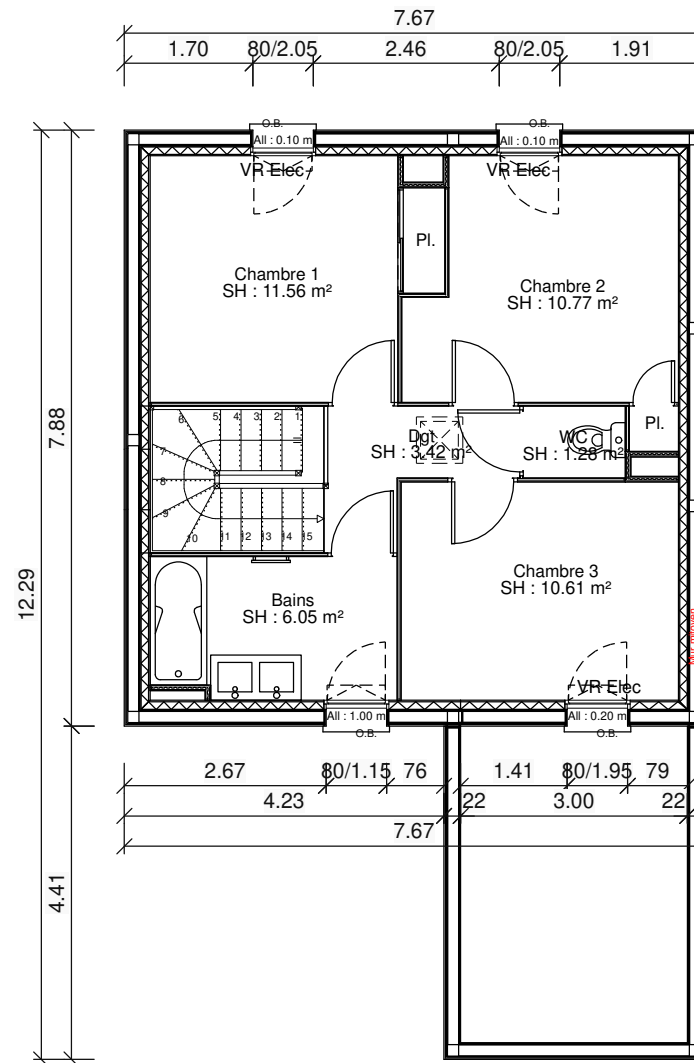 7.67
1.70 80/2.05 2.46 80/2.05 1.91
O.B. O.B.
All : 0.10 m All : 0.10 m
VR Elec VR Elec
Pl.
Chambre 1
SH : 11.56 m²
Chambre 2
SH : 10.77 m²
7.88
12.29
4.41
6 5 4 3 2 1
7
8
9
10 11 12 13 14 15
Dgt
SH : 3.42 m²
WC
SH : 1.28 m²
Pl.
Bains
SH : 6.05 m²
Chambre 3
SH : 10.61 m²
Mur mitoyen
VR Elec
All : 1.00 m All : 0.20 m
O.B. O.B.
2.67 80/1.15 76 1.41 80/1.95 79
4.23 22 3.00 22
7.67